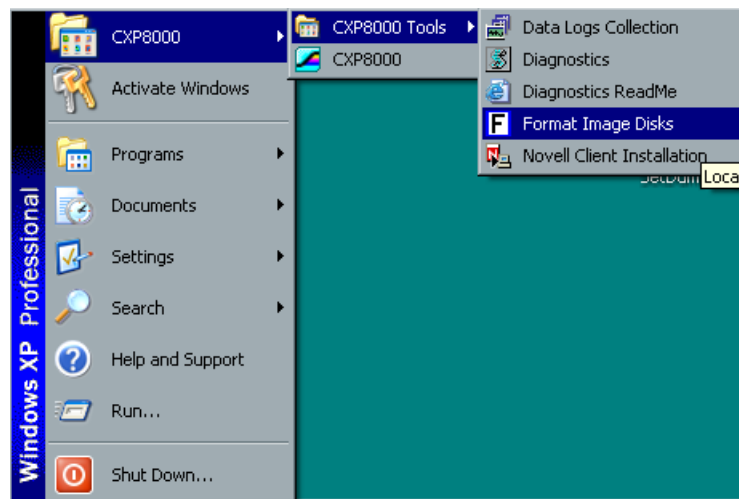 CXP8000
Activate Windows
Programs
Documents
Settings
Search
Help and Support
Run...
Shut Down...
Windows XP Professional
CXP8000 Tools
CXP8000
Data Logs Collection
Diagnostics
Diagnostics ReadMe
Format Image Disks
Novell Client Installation
Loca